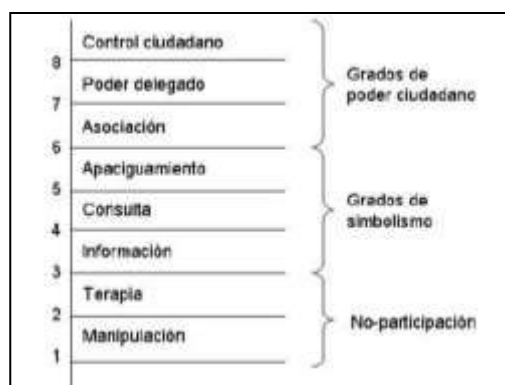 Control ciudadano
8
Poder delegado
7
Asociación
6
Apaciguamiento
5
Consulta
4
Información
3
Terapia
2
Manipulación
1
Grados de
poder ciudadano
Grados de
simbolismo
No-participación